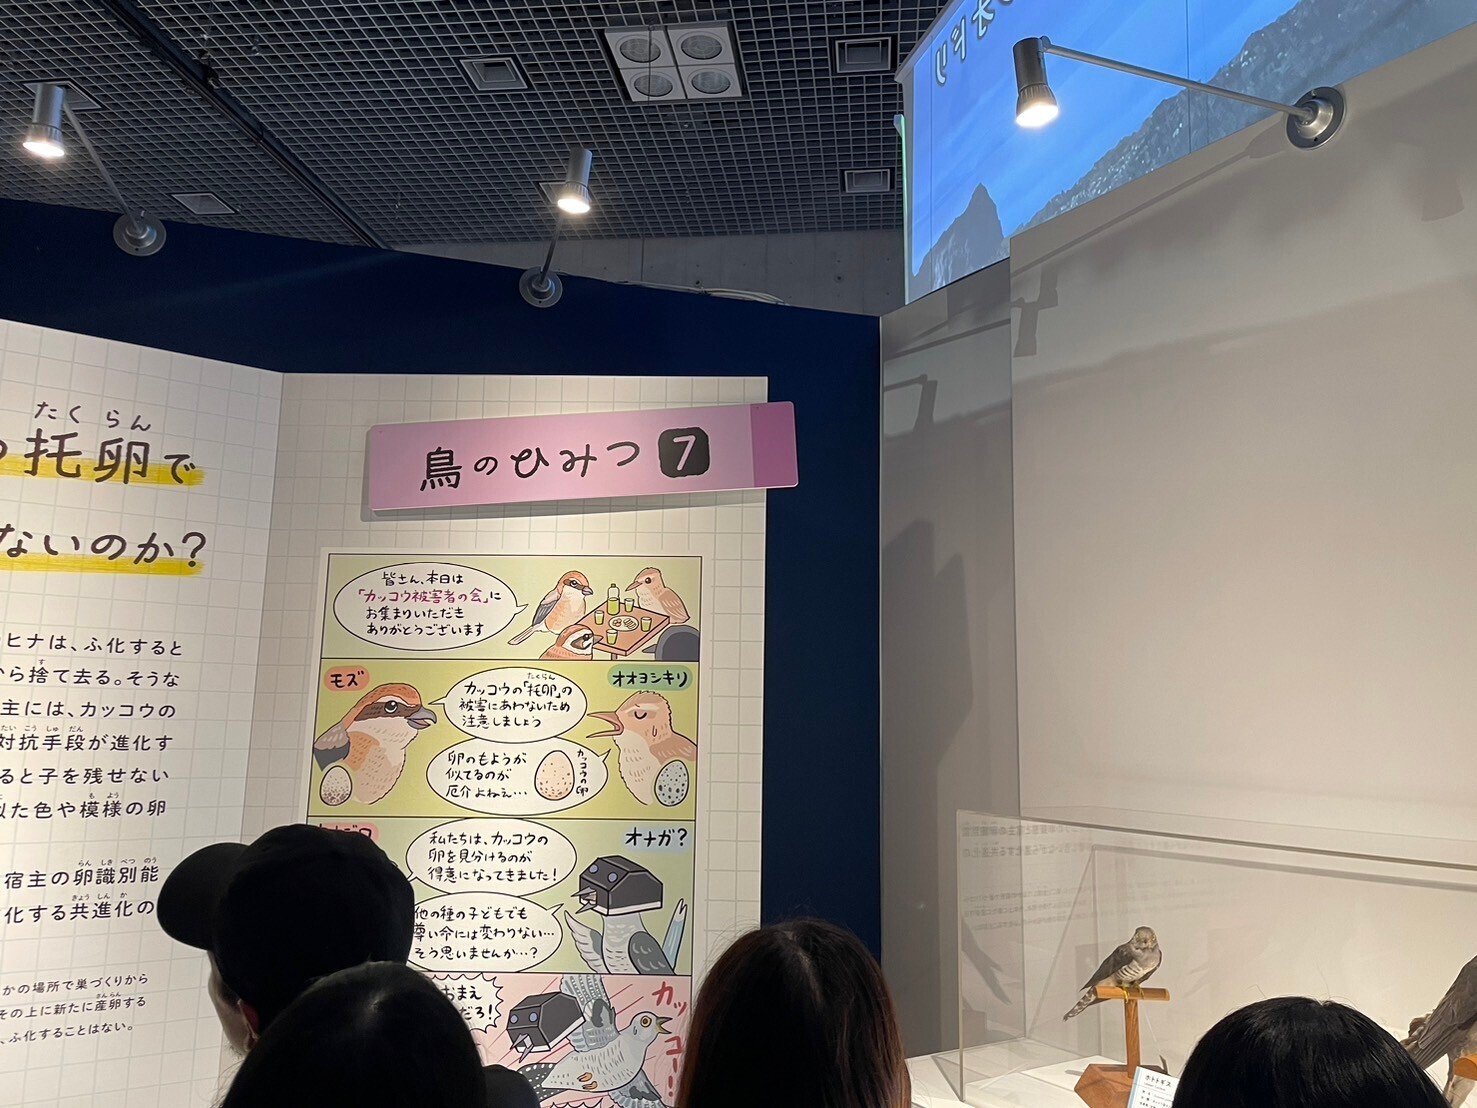 たくらん
托卵で
ないのか?
ヒナは、ふ化すると
から捨て去る。そうな
主には、カッコウの
対抗手段が進化す
ると子を残せない
似た色や模様の卵
宿主の卵識別能
化する共進化の
かの場所で巣づくりから
その上に新たに産卵する
、ふ化することはない。
鳥のひみつ 7
皆さん、本日は
「カッコウ被害者の会」に
お集まりいただき
ありがとうございます
モズ
たくらん
カッコウの「托卵」の
被害にあわないため
注意しましょう
オオヨシキリ
卵のもようが
似てるのが
厄介よねえ…
カッコウの卵
私たちは、カッコウの
卵を見分けるのが
得意になってきました!
オナガ?
他の種の子どもでも
尊い命には変わりない…
そう思いませんか…?
おまえ
だろ!
カッコー!!
ホトトギス